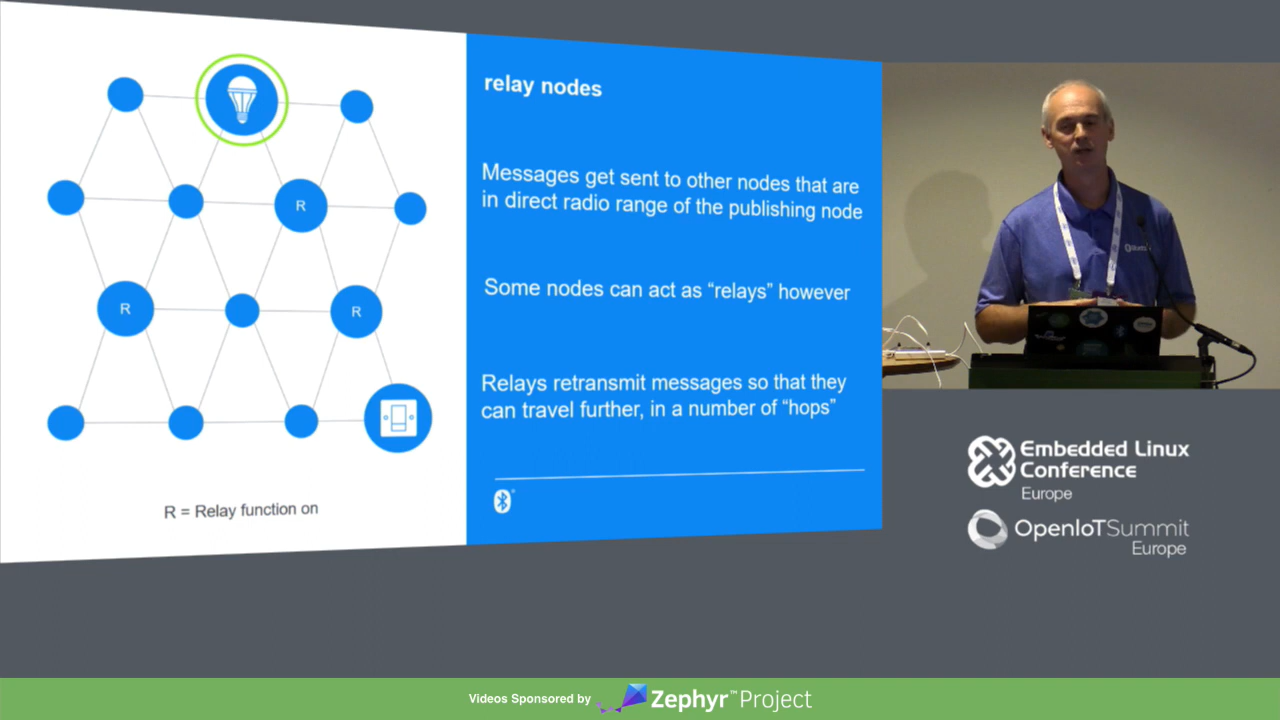 relay nodes
Messages get sent to other nodes that are
in direct radio range of the publishing node
Some nodes can act as “relays” however
Relays retransmit messages so that they
can travel further, in a number of “hops”
R
R
R
R = Relay function on
Embedded Linux
Conference
Europe
OpenIoTSummit
Europe
Videos Sponsored by
Zephyr™Project